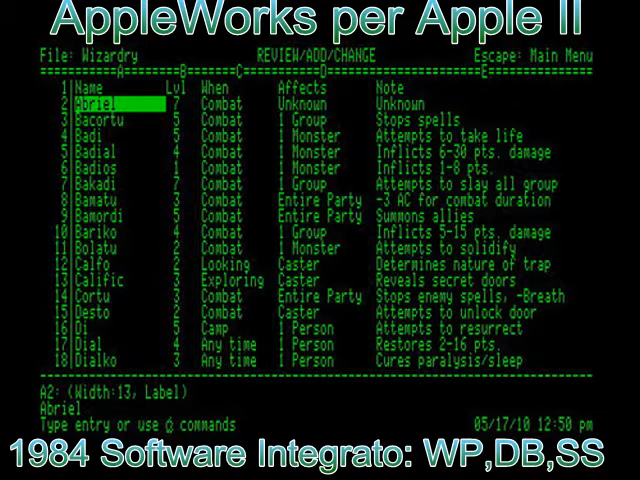 AppleWorks per Apple II
File: Wizardry REVIEW/ADD/CHANGE Escape: Main Menu
==========A=======B=======C===========D======================E==============
1 Name Lvl When Affects Note
2 Abriel 7 Combat Unknown Unknown
3 Bacortu 5 Combat 1 Group Stops spells
4 Badi 5 Combat 1 Monster Attempts to take life
5 Badial 4 Combat 1 Monster Inflicts 6-30 pts. damage
6 Badios 1 Combat 1 Monster Inflicts 1-8 pts.
7 Bakadi 7 Combat 1 Group Attempts to slay all group
8 Bamatu 3 Combat Entire Party -3 AC for combat duration
9 Bamordi 5 Combat Entire Party Summons allies
10 Bariko 4 Combat 1 Group Inflicts 5-15 pts. damage
11 Bolatu 2 Combat 1 Monster Attempts to solidify
12 Calfo 2 Looking Caster Determines nature of trap
13 Calific 3 Exploring Caster Reveals secret doors
14 Cortu 3 Combat Entire Party Stops enemy spells, -Breath
15 Desto 2 Combat Caster Attempts to unlock door
16 Di 5 Camp 1 Person Attempts to resurrect
17 Dial 4 Any time 1 Person Restores 2-16 pts.
18 Dialko 3 Any time 1 Person Cures paralysis/sleep
A2: (Width:13, Label)
Abriel
Type entry or use commands 05/17/10 12:50 pm
1984 Software Integrato: WP,DB,SS